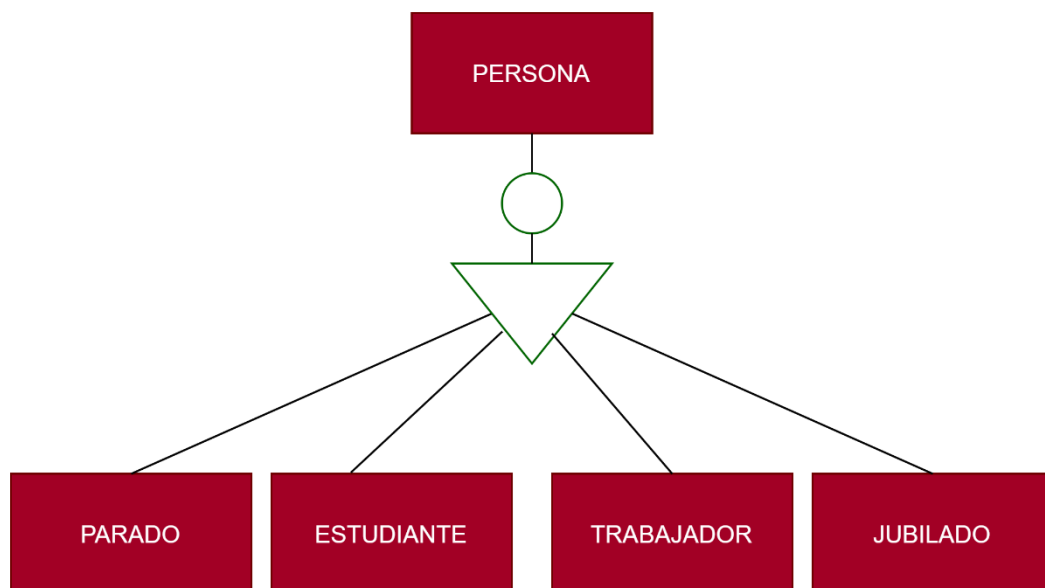 PERSONA
PARADO
ESTUDIANTE
TRABAJADOR
JUBILADO